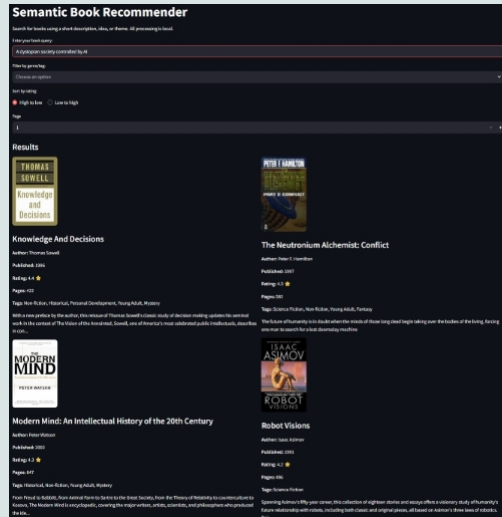 Semantic Book Recommender
Search for books using a short description, idea, or theme. All processing is local.
Enter your book query:
A dystopian society controlled by AI
Filter by genre/tag:
Choose an option
Sort by rating:
High to low Low to high
Page
1
Results
THOMAS
SOWELL
Knowledge
and
Decisions
Knowledge And Decisions
Author: Thomas Sowell
Published: 1996
Rating: 4.4
Pages: 422
Tags: Non-fiction, Historical, Personal Development, Young Adult, Mystery
With a new preface by the author, this reissue of Thomas Sowell's classic study of decision making updates his seminal
work in the context of The Vision of the Anointed, Sowell, one of America's most celebrated public intellectuals, describes
in con...
PETER F. HAMILTON
The Neutronium Alchemist: Conflict
Author: Peter F. Hamilton
Published: 1997
Rating: 4.3
Pages:
Tags: Science Fiction, Non-fiction, Young Adult, Fantasy
The future of humanity is in doubt when the minds of those long dead begin taking over the bodies of the living, forcing
one man to search for a lost doomsday machine
THE
MODERN
MIND
PETER WATSON
Modern Mind: An Intellectual History of the 20th Century
Author: Peter Watson
Published: 2002
Rating: 4.3
Pages: 847
Tags: Historical, Non-fiction, Young Adult, Mystery
From Freud to Babbitt, from Animal Farm to Sartre to the Great Society, from the Theory of Relativity to counterculture to
Kosovo, The Modern Mind is encyclopedic, covering the major writers, artists, scientists, and philosophers who produced
the ide...
ISAAC
ASIMOV
ROBOT
VISIONS
Robot Visions
Author: Isaac Asimov
Published: 1991
Rating: 4.2
Pages: 496
Tags: Science Fiction
Spanning Asimov's fifty-year career, this collection of eighteen stories and essays offers a visionary study of humanity's
future relationship with robots, including both classic and original pieces, all based on Asimov's three laws of robotics.